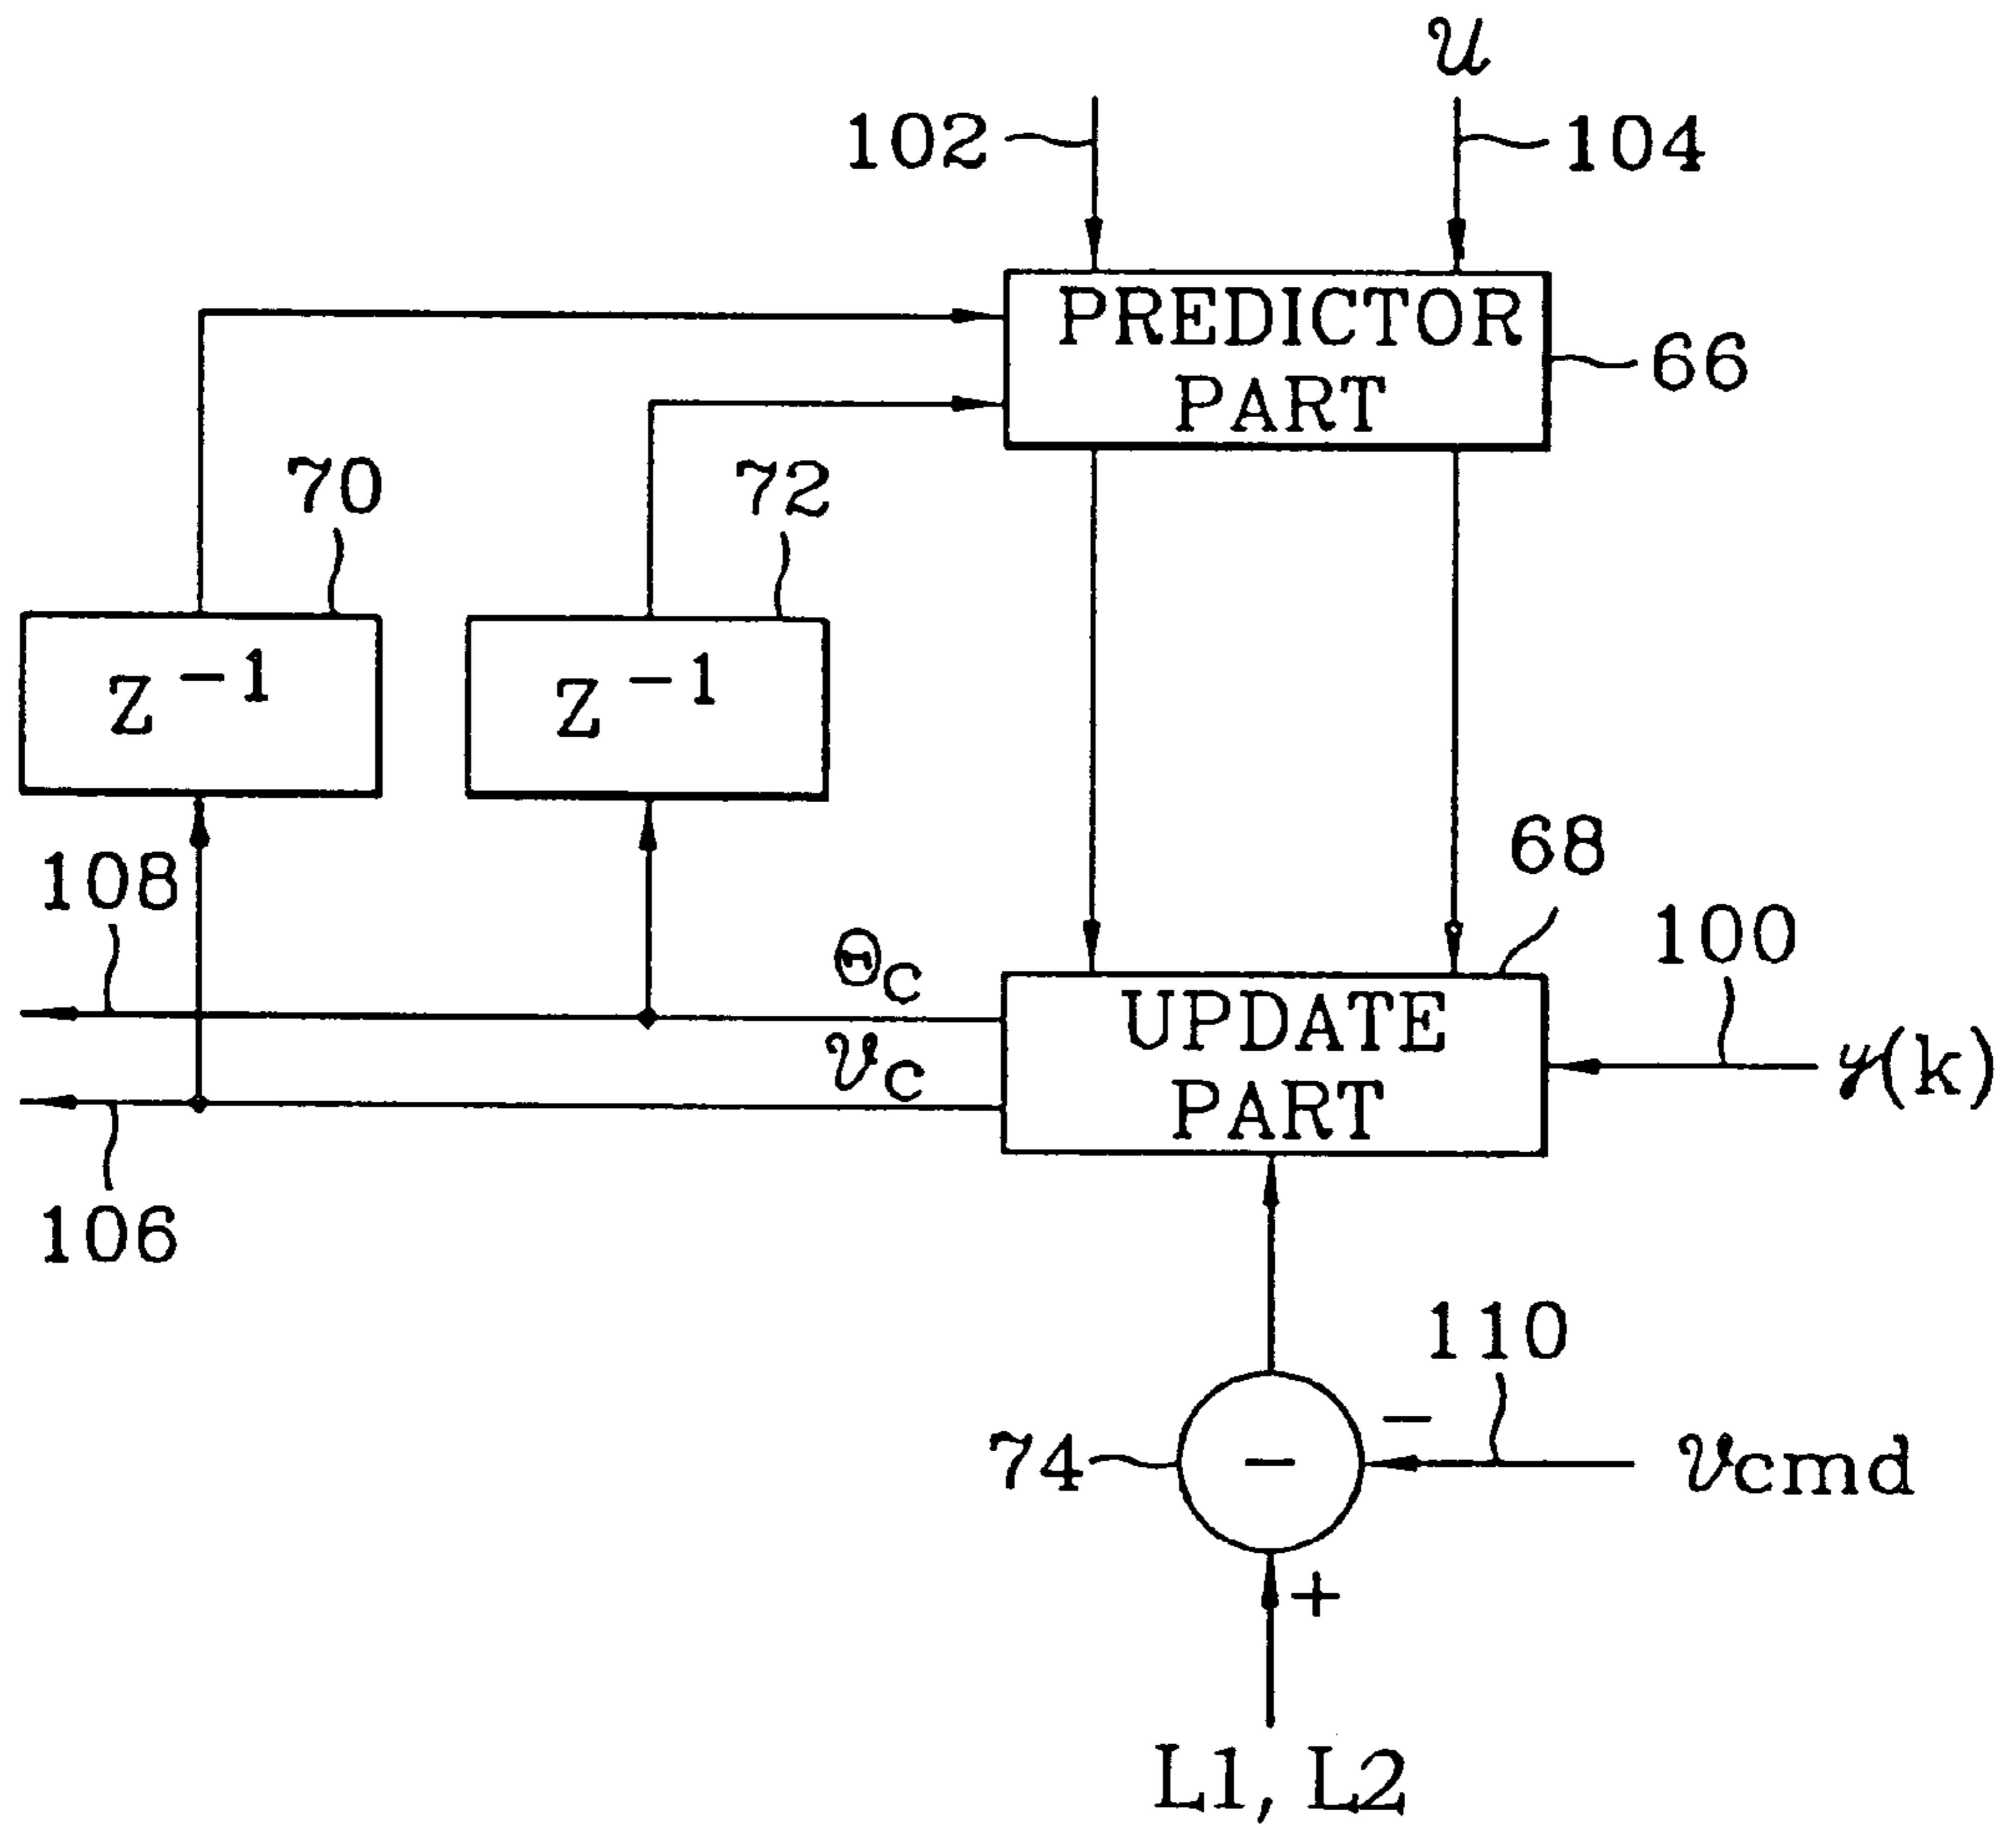 u
102
104
PREDICTOR
PART
66
70
72
Z⁻¹
Z⁻¹
68
108
100
Θc
vc
UPDATE
PART
y(k)
106
110
−
74
−
vcmd
+
L1, L2